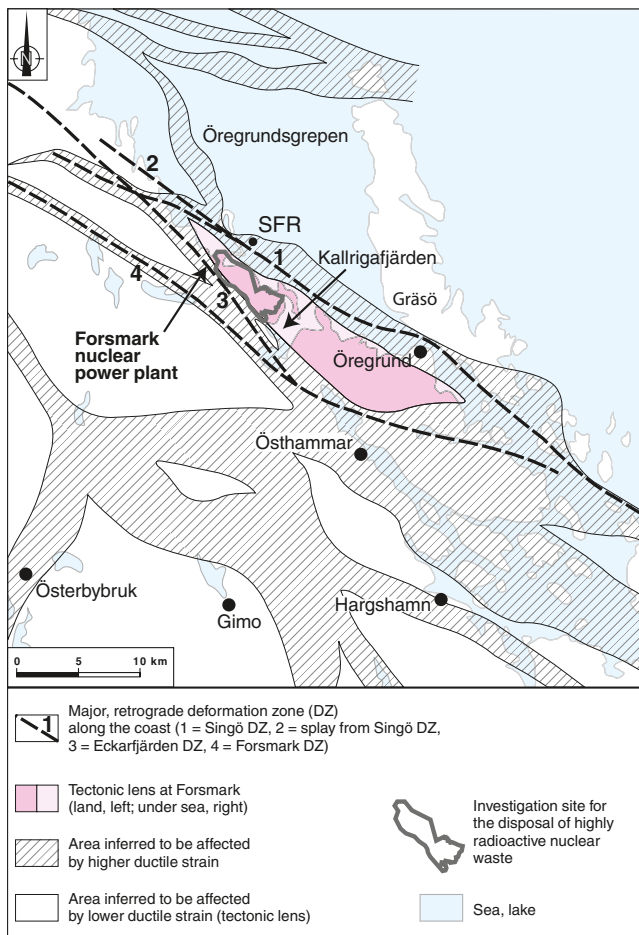 N
Öregrundsgrepen
2
SFR
1
Kallrigafjärden
4
3
Gräsö
Forsmark
nuclear
power plant
Öregrund
Östhammar
Österbybruk
Gimo
Hargshamn
0 5 10 km
1
Major, retrograde deformation zone (DZ)
along the coast (1 = Singö DZ, 2 = splay from Singö DZ,
3 = Eckarfjärden DZ, 4 = Forsmark DZ)
Tectonic lens at Forsmark
(land, left; under sea, right)
Area inferred to be affected
by higher ductile strain
Area inferred to be affected
by lower ductile strain (tectonic lens)
Investigation site for
the disposal of highly
radioactive nuclear
waste
Sea, lake